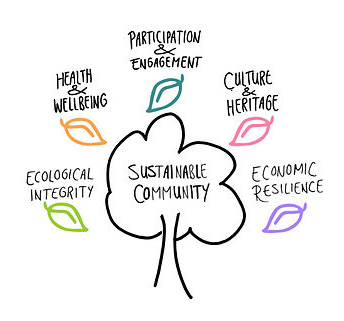 PARTICIPATION
&
ENGAGEMENT
HEALTH
&
WELLBEING
CULTURE
&
HERITAGE
ECOLOGICAL
INTEGRITY
SUSTAINABLE
COMMUNITY
ECONOMIC
RESILIENCE